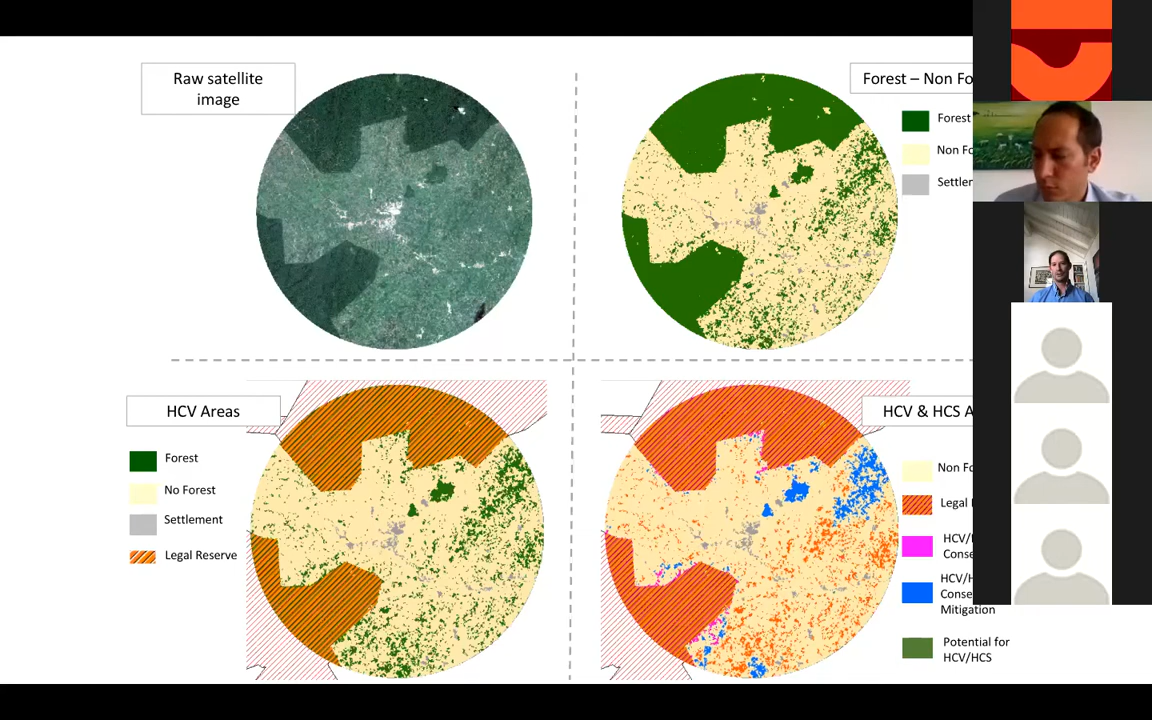 Raw satellite
image
Forest – Non Fo
Forest
Non Fo
Settlem
HCV Areas
Forest
No Forest
Settlement
Legal Reserve
HCV & HCS A
Non Fo
Legal
HCV/
Conse
HCV/H
Conse
Mitigation
Potential for
HCV/HCS